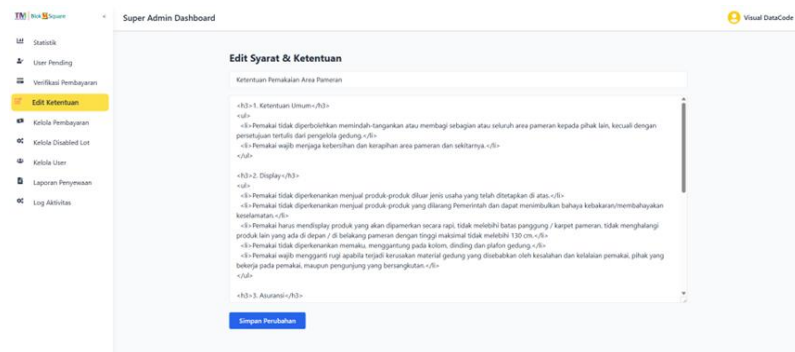 TM Blok M Square
Super Admin Dashboard
Visual DataCode
Statistik
User Pending
Verifikasi Pembayaran
Edit Ketentuan
Kelola Pembayaran
Kelola Disabled Lot
Kelola User
Laporan Penyewaan
Log Aktivitas
Edit Syarat & Ketentuan
Ketentuan Pemakaian Area Pameran
<h3>1. Ketentuan Umum</h3>
<ul>
<li>Pemakai tidak diperbolehkan memindah-tangankan atau membagi sebagian atau seluruh area pameran kepada pihak lain, kecuali dengan
persetujuan tertulis dari pengelola gedung.</li>
<li>Pemakai wajib menjaga kebersihan dan kerapihan area pameran dan sekitarnya.</li>
</ul>
<h3>2. Display</h3>
<ul>
<li>Pemakai tidak diperkenankan menjual produk-produk diluar jenis usaha yang telah ditetapkan di atas.</li>
<li>Pemakai tidak diperkenankan menjual produk-produk yang dilarang Pemerintah dan dapat menimbulkan bahaya kebakaran/membahayakan
keselamatan.</li>
<li>Pemakai harus mendisplay produk yang akan dipamerkan secara rapi, tidak melebihi batas panggung / karpet pameran, tidak menghalangi
produk lain yang ada di depan / di belakang pameran dengan tinggi maksimal tidak melebihi 130 cm.</li>
<li>Pemakai tidak diperkenankan memaku, menggantung pada kolom, dinding dan plafon gedung.</li>
<li>Pemakai wajib mengganti rugi apabila terjadi kerusakan material gedung yang disebabkan oleh kesalahan dan kelalaian pemakai, pihak yang
bekerja pada pemakai, maupun pengunjung yang bersangkutan.</li>
</ul>
<h3>3. Asuransi</h3>
Simpan Perubahan